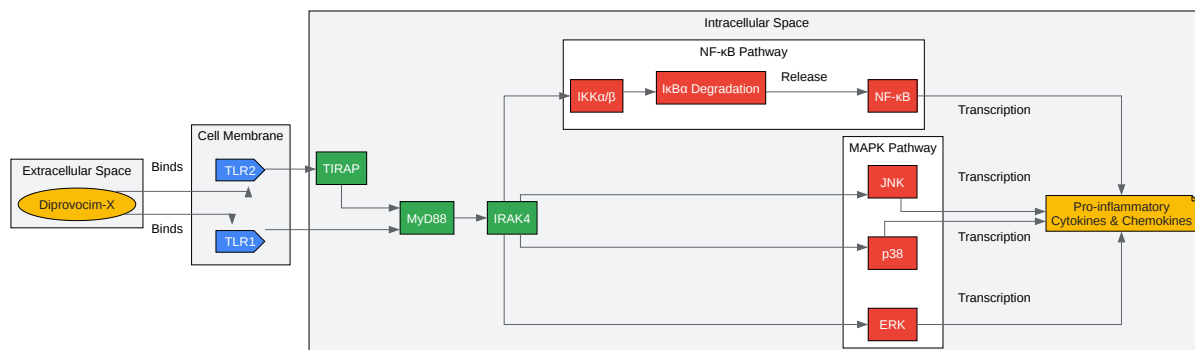 Intracellular Space
NF-κB Pathway
IKKα/β
IκBα Degradation
Release
NF-κB
Transcription
Cell Membrane
Extracellular Space
Binds
TLR2
TIRAP
MAPK Pathway
JNK
Transcription
Diprovocim-X
MyD88
IRAK4
Pro-inflammatory
Cytokines & Chemokines
Binds
TLR1
Transcription
p38
Transcription
ERK